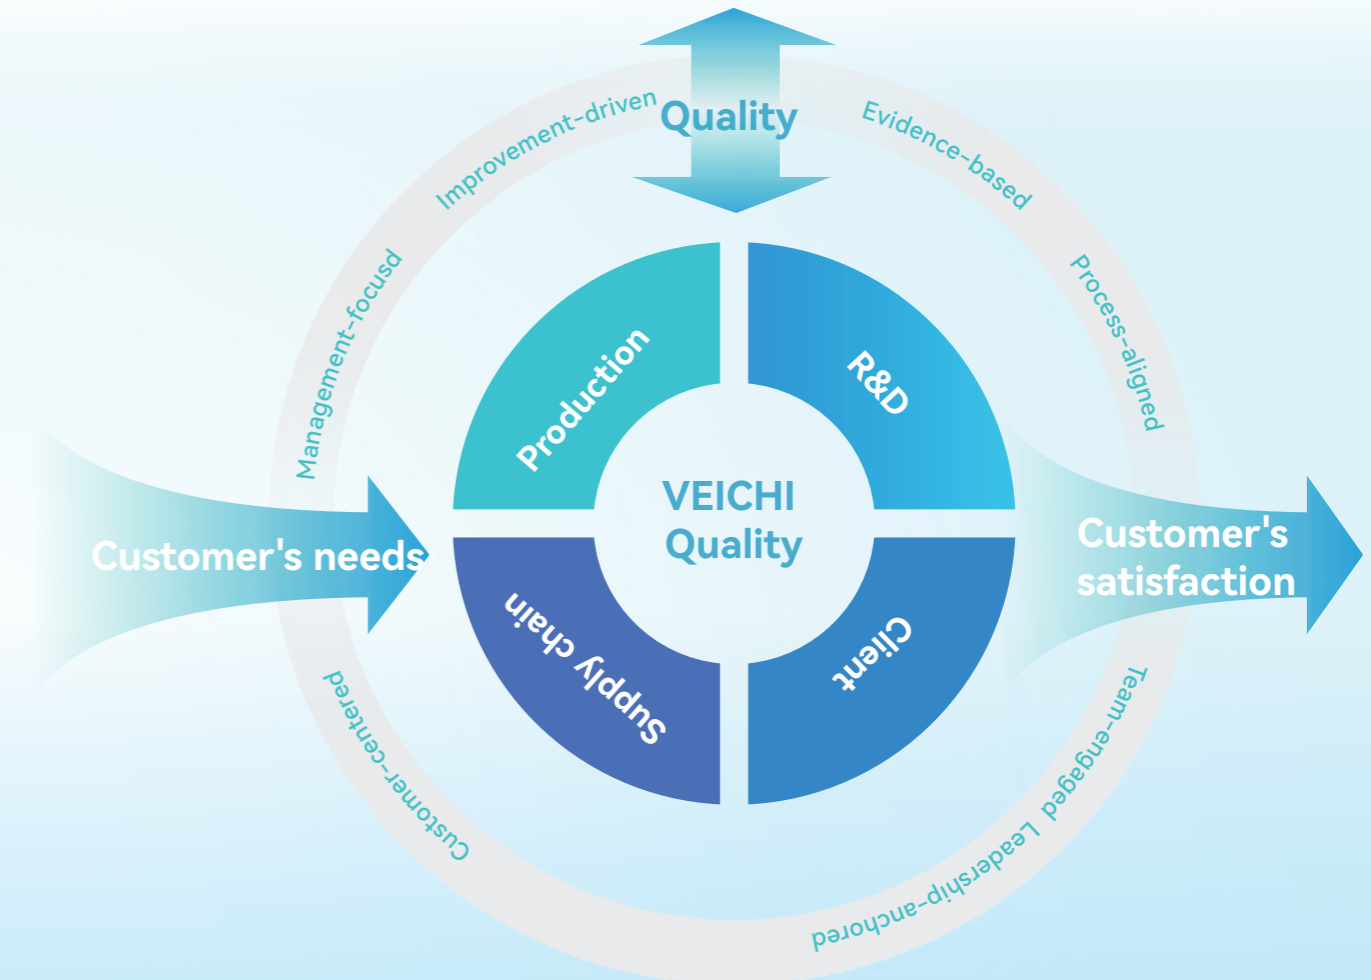 Quality
Improvement-driven
Evidence-based
Management-focusd
Process-aligned
Production
R&D
VEICHI
Quality
Customer's needs
Customer's
satisfaction
Supply chain
Client
Customer-centered
Team-engaged
Leadership-anchored